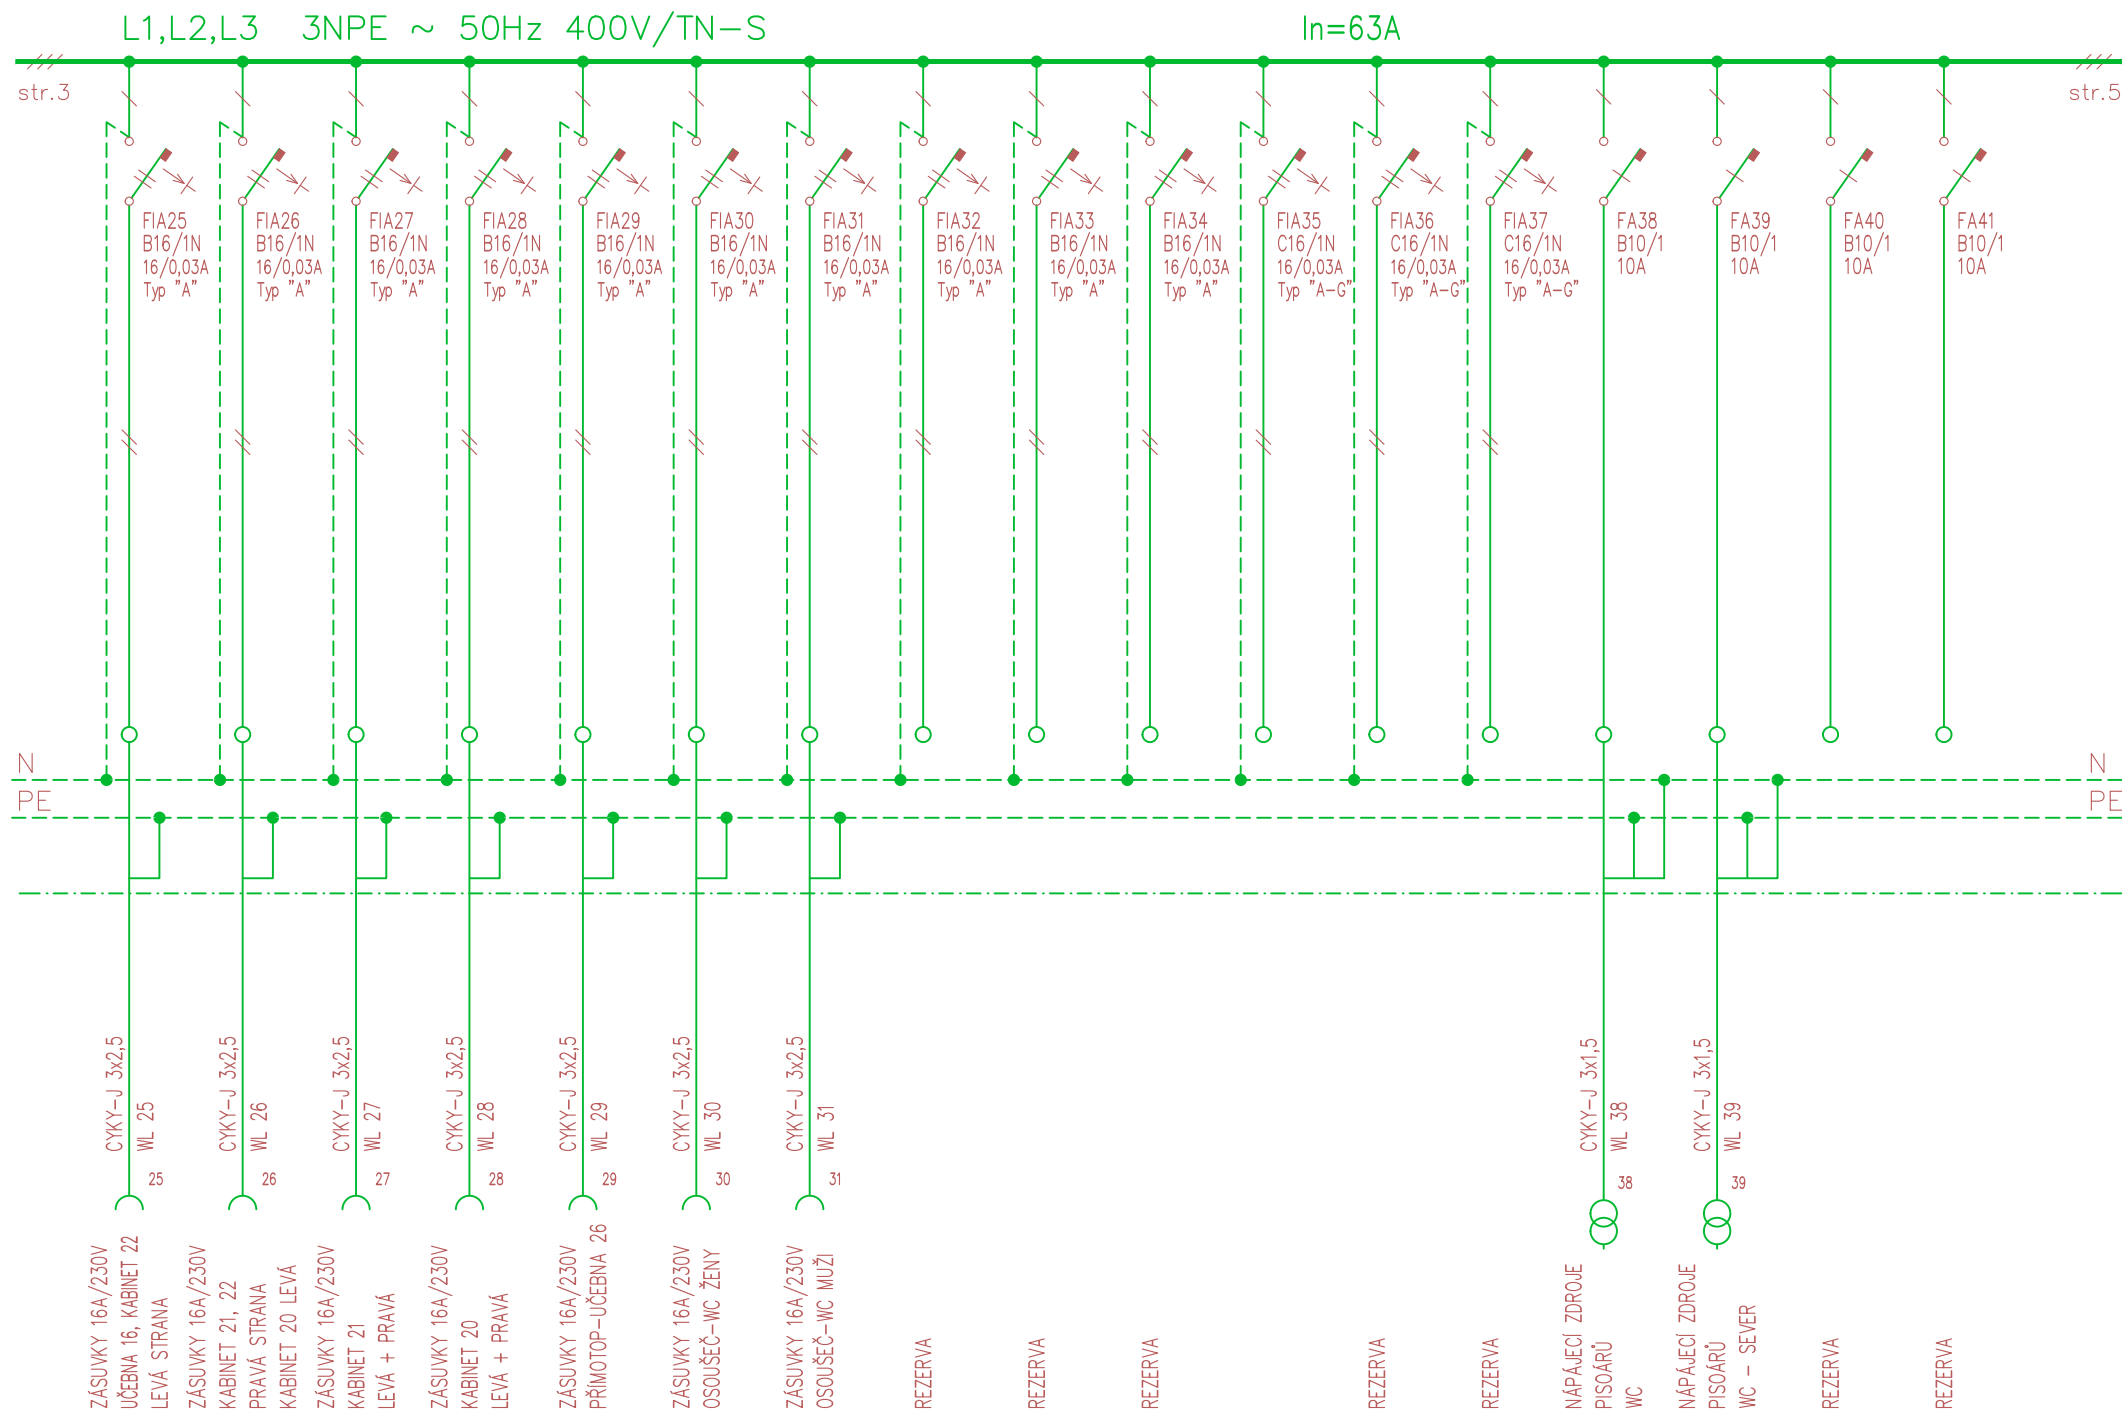 L1,L2,L3 3NPE ~ 50Hz 400V/TN-S
In=63A
str.3
str.5
FIA25
B16/1N
16/0,03A
Typ "A"
FIA26
B16/1N
16/0,03A
Typ "A"
FIA27
B16/1N
16/0,03A
Typ "A"
FIA28
B16/1N
16/0,03A
Typ "A"
FIA29
B16/1N
16/0,03A
Typ "A"
FIA30
B16/1N
16/0,03A
Typ "A"
FIA31
B16/1N
16/0,03A
Typ "A"
FIA32
B16/1N
16/0,03A
Typ "A"
FIA33
B16/1N
16/0,03A
Typ "A"
FIA34
B16/1N
16/0,03A
Typ "A"
FIA35
C16/1N
16/0,03A
Typ "A-G"
FIA36
C16/1N
16/0,03A
Typ "A-G"
FIA37
C16/1N
16/0,03A
Typ "A-G"
FA38
B10/1
10A
FA39
B10/1
10A
FA40
B10/1
10A
FA41
B10/1
10A
N
N
PE
PE
CYKY-J 3x2,5
WL 25
CYKY-J 3x2,5
WL 26
CYKY-J 3x2,5
WL 27
CYKY-J 3x2,5
WL 28
CYKY-J 3x2,5
WL 29
CYKY-J 3x2,5
WL 30
CYKY-J 3x2,5
WL 31
CYKY-J 3x1,5
WL 38
CYKY-J 3x1,5
WL 39
25
26
27
28
29
30
31
38
39
ZÁSUVKY 16A/230V
UČEBNA 16, KABINET 22
LEVÁ STRANA
ZÁSUVKY 16A/230V
KABINET 21, 22
PRAVÁ STRANA
KABINET 20 LEVÁ
ZÁSUVKY 16A/230V
KABINET 21
LEVÁ + PRAVÁ
ZÁSUVKY 16A/230V
KABINET 20
LEVÁ + PRAVÁ
ZÁSUVKY 16A/230V
PŘÍMOTOP-UČEBNA 26
ZÁSUVKY 16A/230V
OSOUŠEČ-WC ŽENY
ZÁSUVKY 16A/230V
OSOUŠEČ-WC MUŽI
REZERVA
REZERVA
REZERVA
REZERVA
REZERVA
NÁPÁJECÍ ZDROJE
PISOÁRŮ
WC
NÁPÁJECÍ ZDROJE
PISOÁRŮ
WC - SEVER
REZERVA
REZERVA